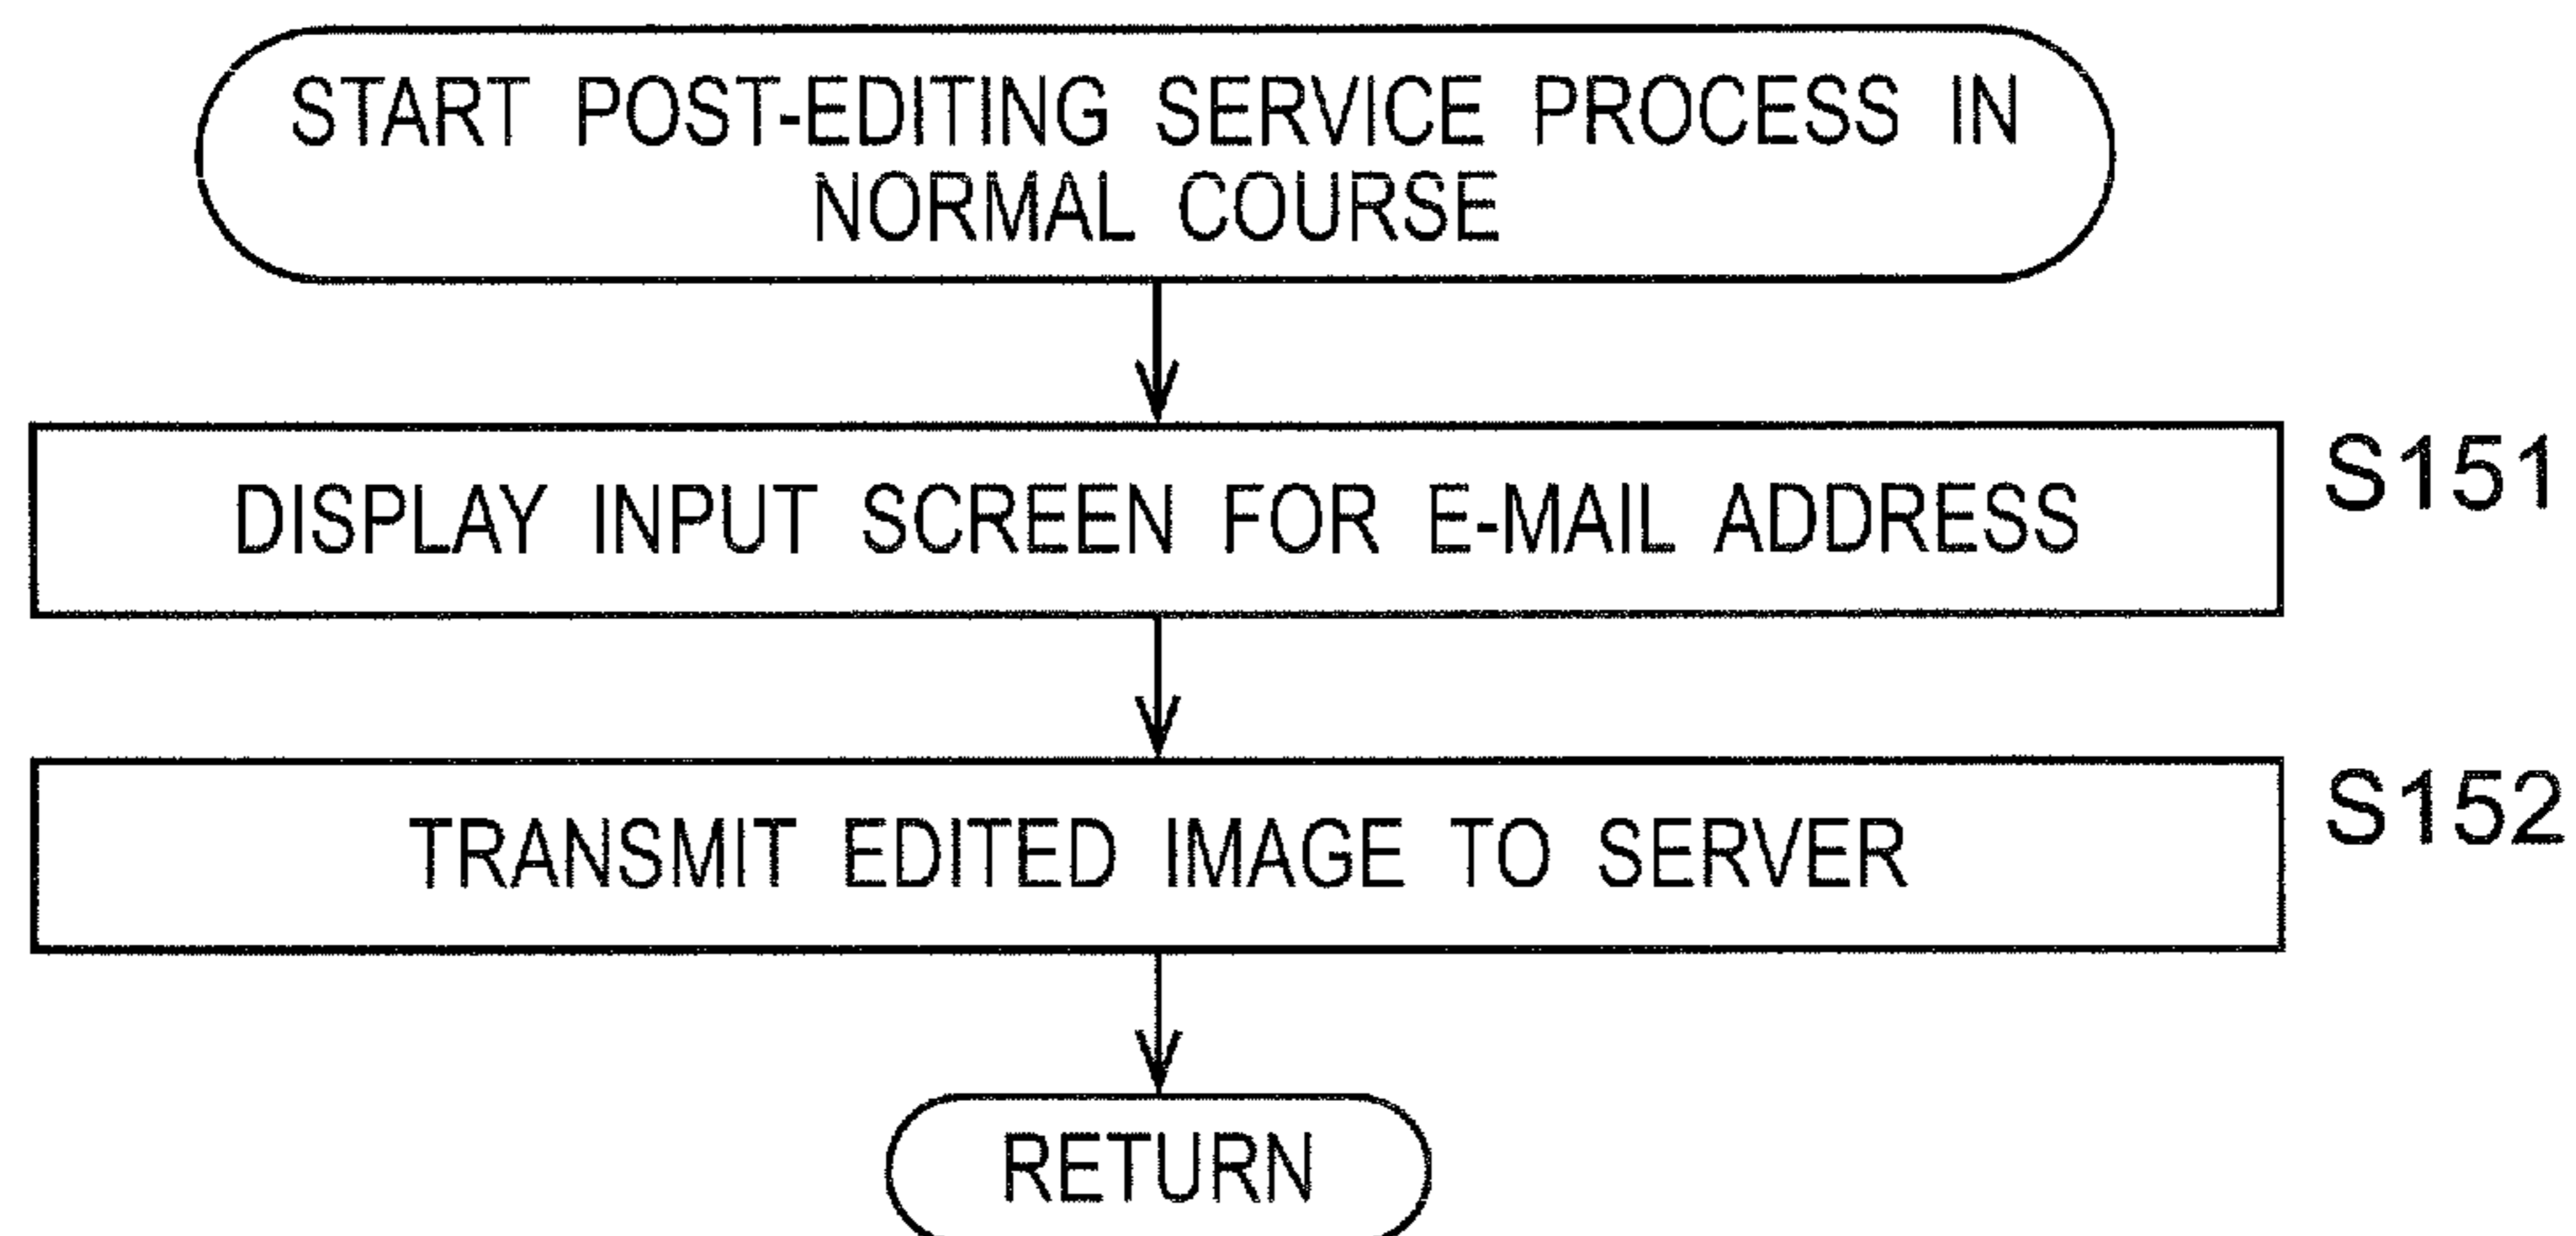 START POST-EDITING SERVICE PROCESS IN
NORMAL COURSE
DISPLAY INPUT SCREEN FOR E-MAIL ADDRESS
S151
TRANSMIT EDITED IMAGE TO SERVER
S152
RETURN